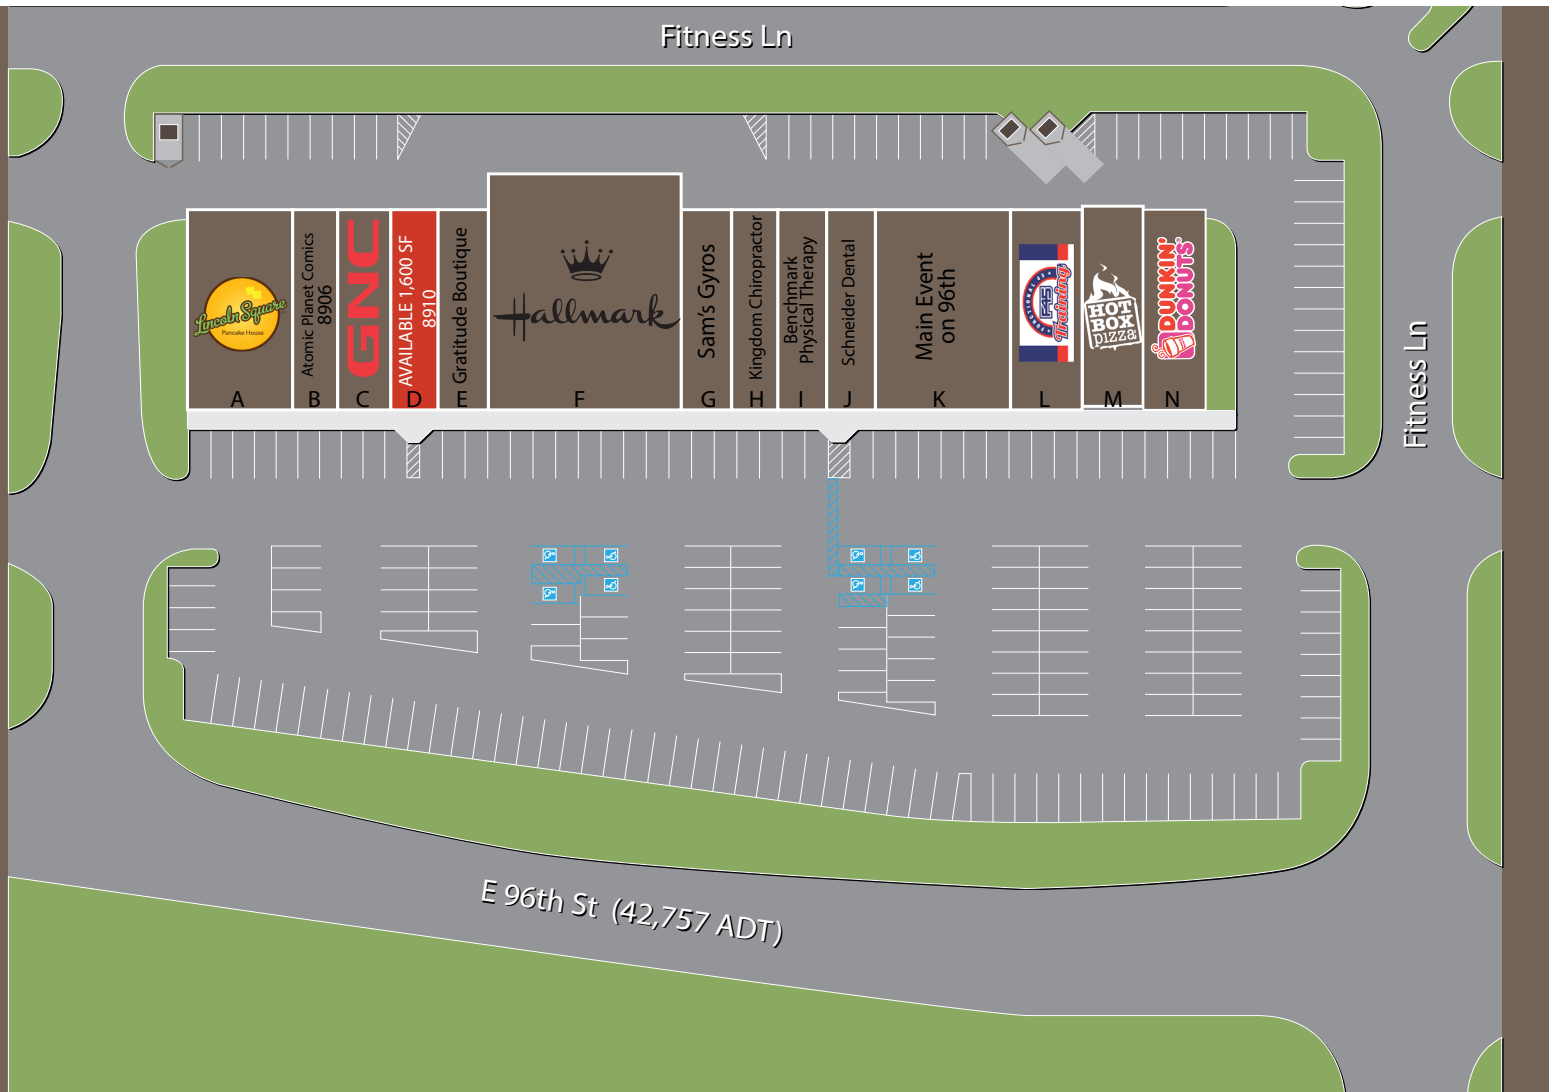 Fitness Ln
Lincoln Square
Pancake House
A
Atomic Planet Comics
8906
B
GNC
C
AVAILABLE 1,600 SF
8910
D
Gratitude Boutique
E
Hallmark
F
Sam's Gyros
G
Kingdom Chiropractor
H
Benchmark
Physical Therapy
I
Schneider Dental
J
Main Event
on 96th
K
F45
Training
L
HOT
BOX
pizza
M
DUNKIN'
DONUTS
N
Fitness Ln
E 96th St (42,757 ADT)